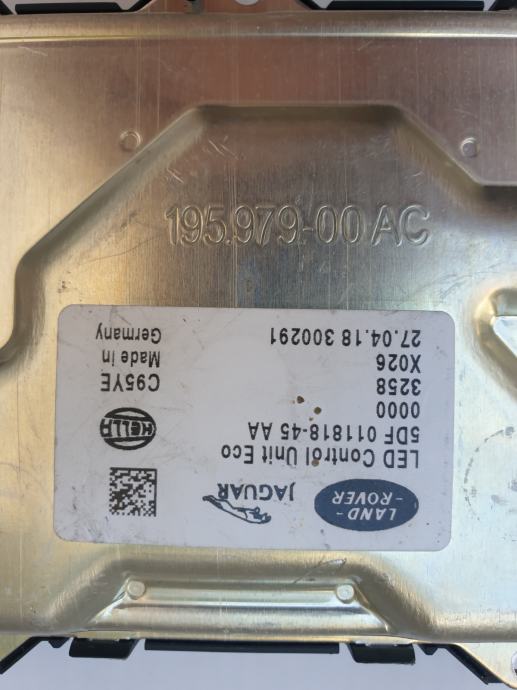 195.979-00 AC
LAND-
ROVER
JAGUAR
LED Control Unit Eco
5DF 011818-45 AA
0000
3258
X026
27.04.18 300291
HELLA
C95YE
Made in
Germany